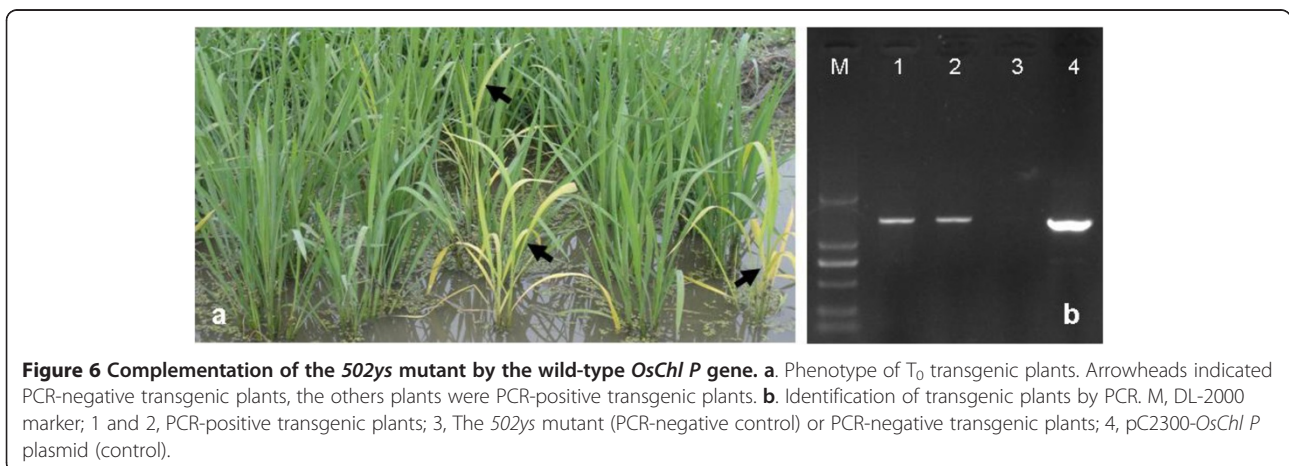 M 1 2 3 4
a b
Figure 6 Complementation of the 502ys mutant by the wild-type OsChl P gene. a. Phenotype of T0 transgenic plants. Arrowheads indicated
PCR-negative transgenic plants, the others plants were PCR-positive transgenic plants. b. Identification of transgenic plants by PCR. M, DL-2000
marker; 1 and 2, PCR-positive transgenic plants; 3, The 502ys mutant (PCR-negative control) or PCR-negative transgenic plants; 4, pC2300-OsChl P
plasmid (control).